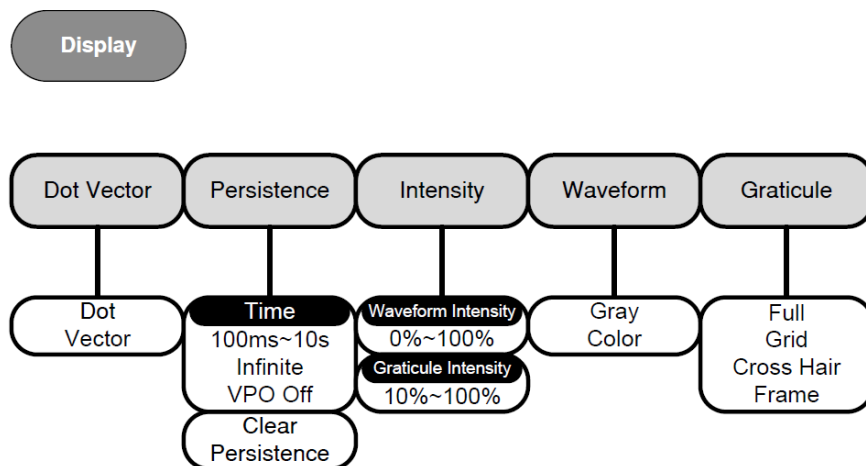 Display
Dot Vector
Persistence
Intensity
Waveform
Graticule
Dot
Vector
Time
100ms~10s
Infinite
VPO Off
Clear
Persistence
Waveform Intensity
0%~100%
Graticule Intensity
10%~100%
Gray
Color
Full
Grid
Cross Hair
Frame